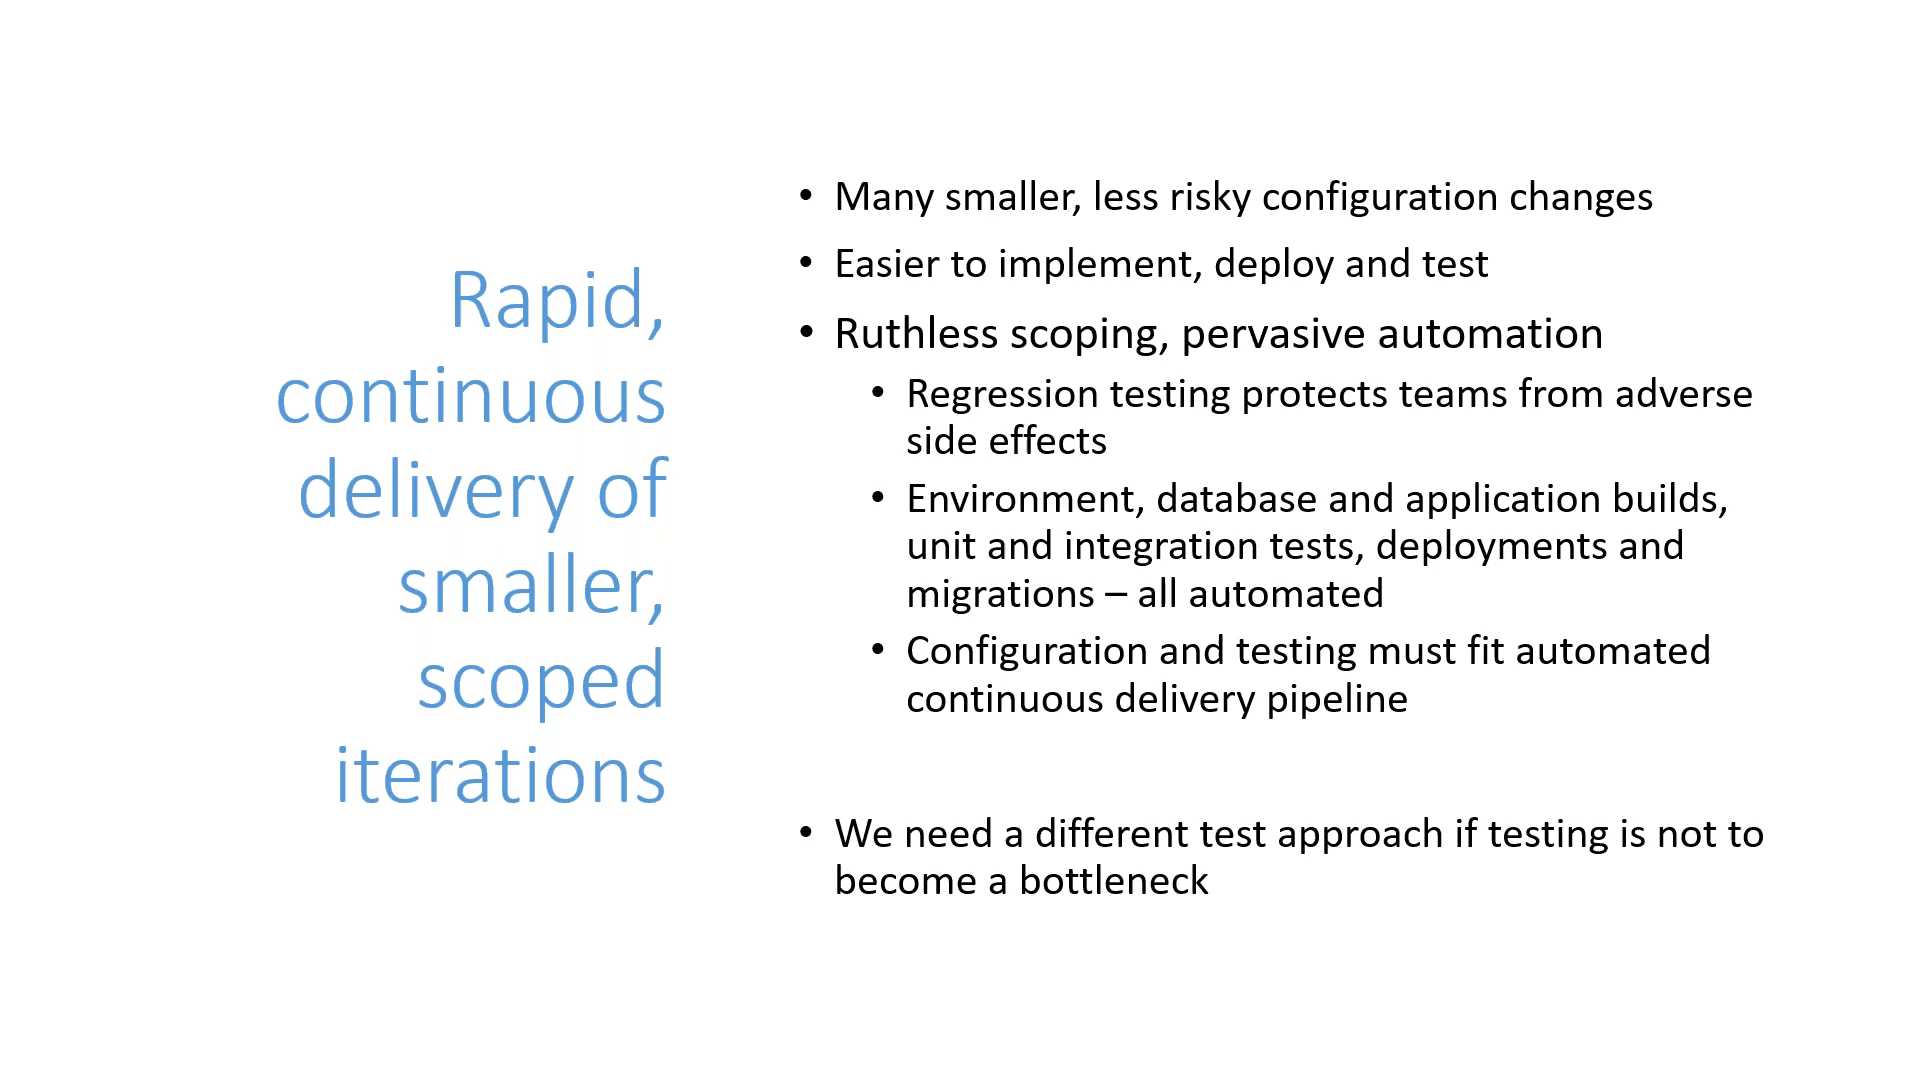 Rapid,
continuous
delivery of
smaller,
scoped
iterations
• Many smaller, less risky configuration changes
• Easier to implement, deploy and test
• Ruthless scoping, pervasive automation
• Regression testing protects teams from adverse
side effects
• Environment, database and application builds,
unit and integration tests, deployments and
migrations – all automated
• Configuration and testing must fit automated
continuous delivery pipeline
• We need a different test approach if testing is not to
become a bottleneck